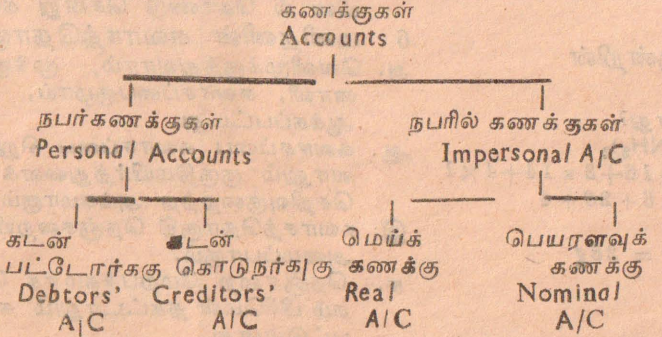 கணக்குகள்
Accounts
நபர்கணக்குகள் நபரில் கணக்குகள்
Personal Accounts Impersonal A/C
கடன் கடன் மெய்க் பெயரளவுக்
பட்டோர்ககு கொடுநர்க/கு கணக்கு கணக்கு
Debtors' Creditors' Real Nominal
A/C A/C A/C A/C